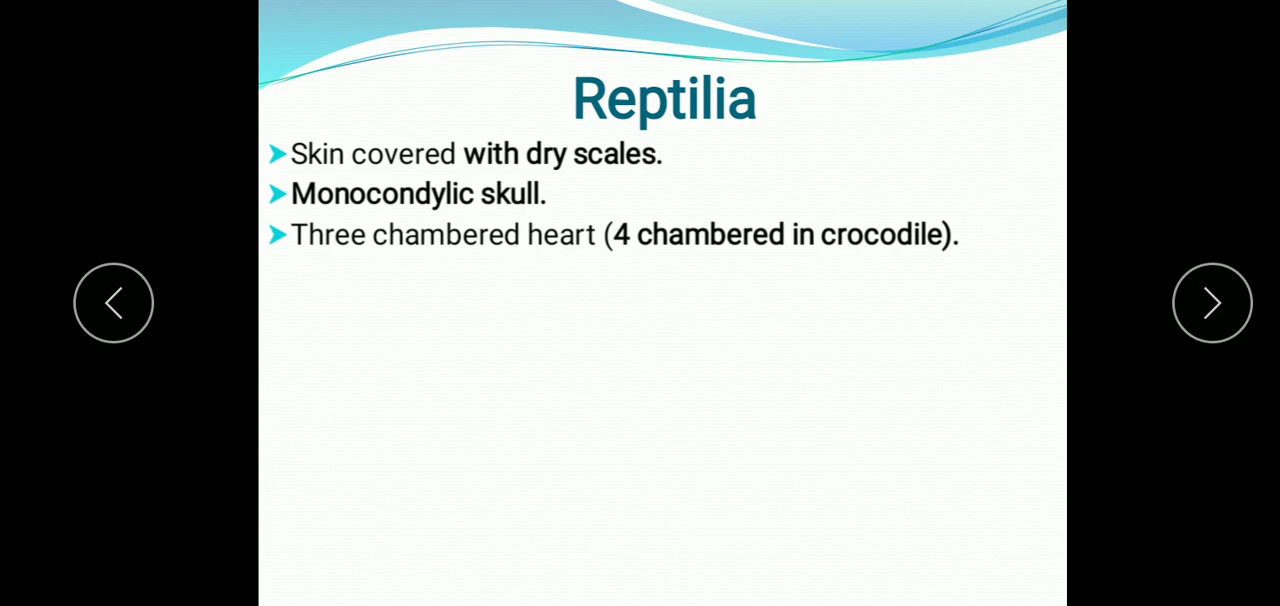 Reptilia
➤Skin covered with dry scales.
➤Monocondylic skull.
➤Three chambered heart (4 chambered in crocodile).